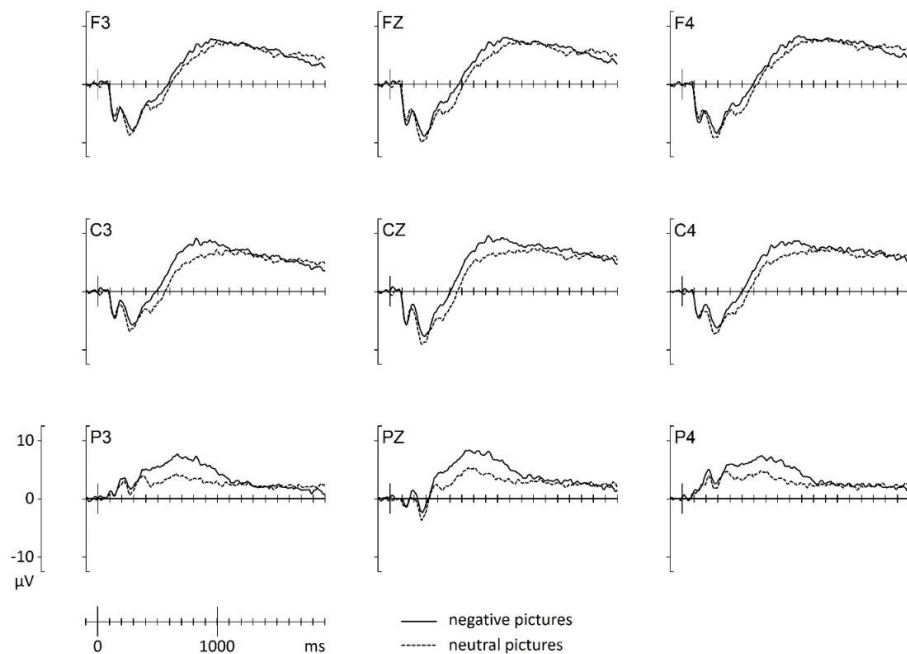 F3 FZ F4
C3 CZ C4
10 P3 PZ P4
0
-10
µV
negative pictures
0 1000 ms neutral pictures